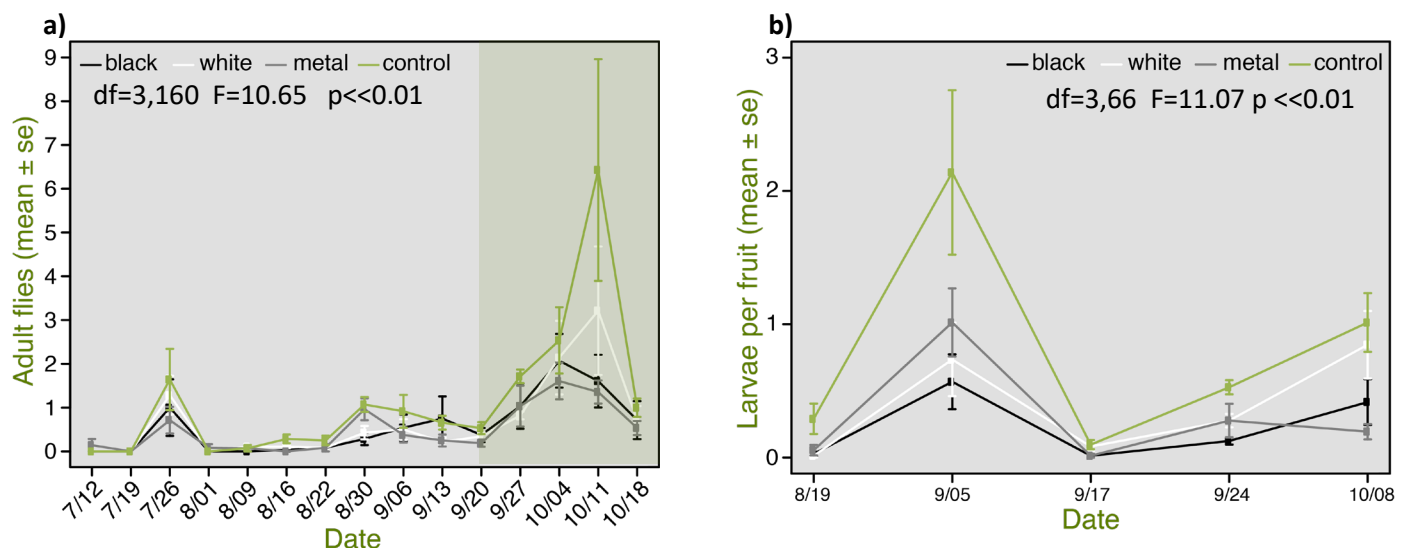 a)
black white metal control
df=3,160 F=10.65 p<<0.01
Adult flies (mean ± se)
9
8
7
6
5
4
3
2
1
0
7/12 7/19 7/26 8/01 8/09 8/16 8/22 8/30 9/06 9/13 9/20 9/27 10/04 10/11 10/18
Date
b)
black white metal control
df=3,66 F=11.07 p <<0.01
Larvae per fruit (mean ± se)
3
2
1
0
8/19 9/05 9/17 9/24 10/08
Date